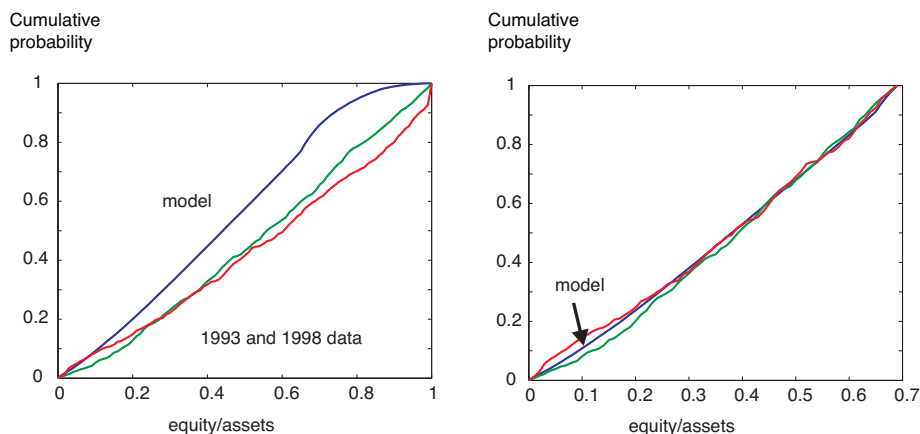 Cumulative
probability
1
0.8
0.6
0.4
0.2
0
model
1993 and 1998 data
0 0.2 0.4 0.6 0.8 1
equity/assets
Cumulative
probability
1
0.8
0.6
0.4
0.2
0
model
0 0.1 0.2 0.3 0.4 0.5 0.6 0.7
equity/assets